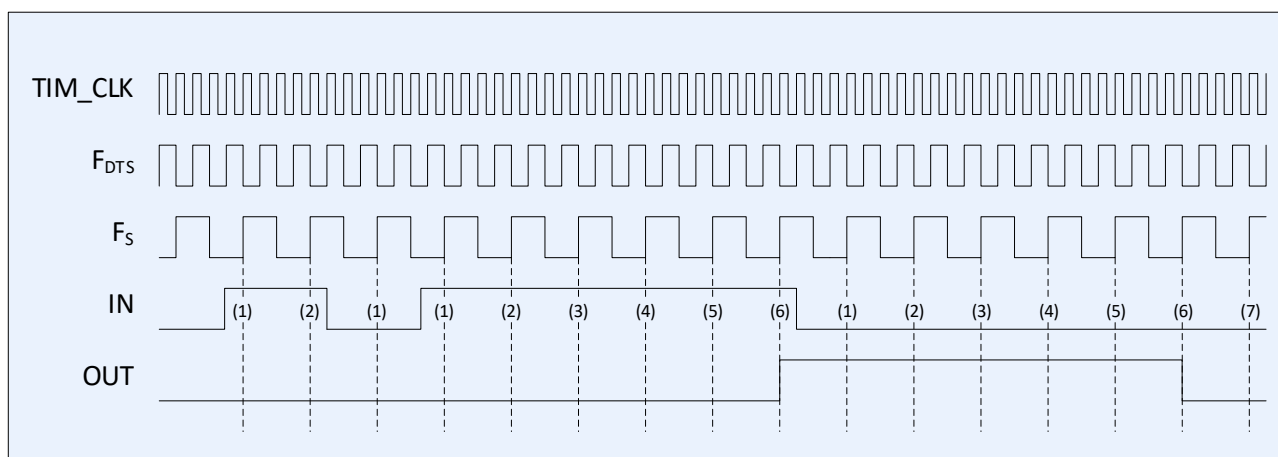 TIM_CLK
FDTS
FS
IN
(1) (2) (1) (1) (2) (3) (4) (5) (6) (1) (2) (3) (4) (5) (6) (7)
OUT